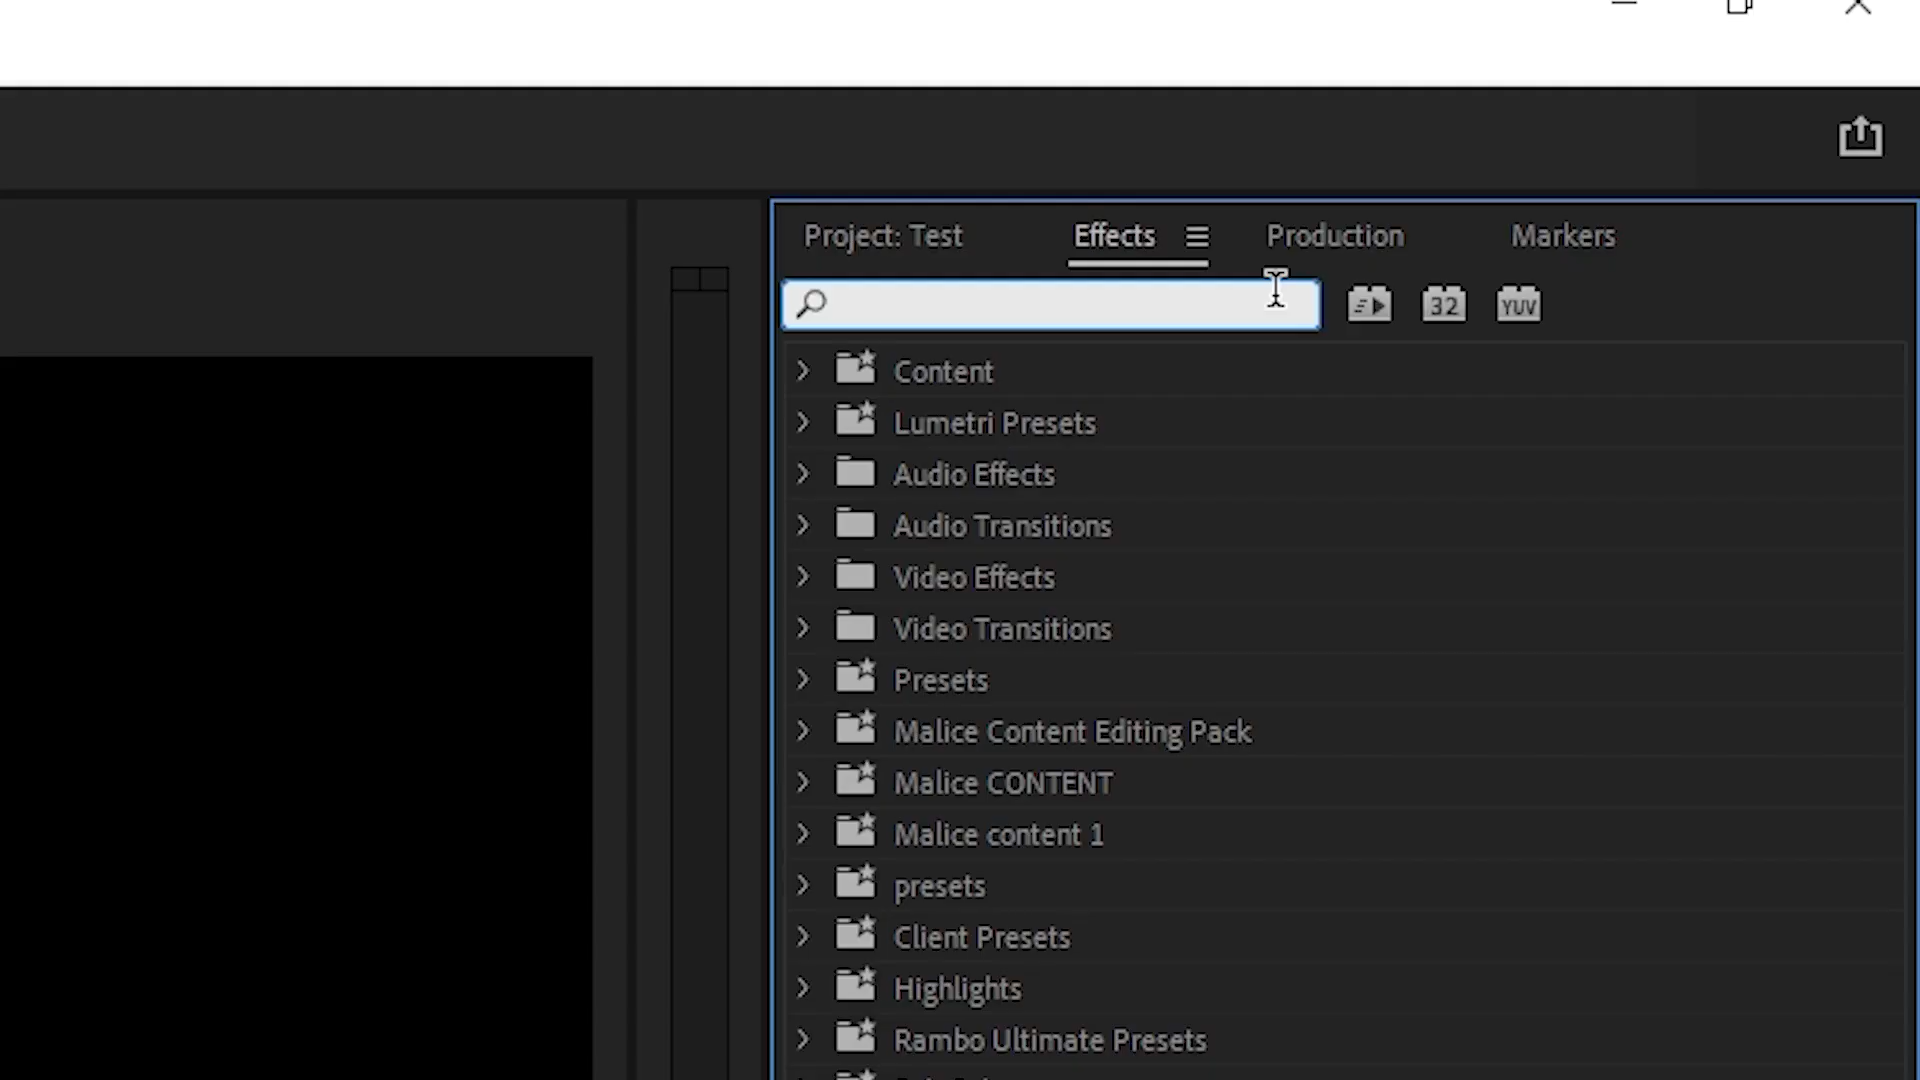 Project: Test
Effects
Production
Markers
32
YUV
Content
Lumetri Presets
Audio Effects
Audio Transitions
Video Effects
Video Transitions
Presets
Malice Content Editing Pack
Malice CONTENT
Malice content 1
presets
Client Presets
Highlights
Rambo Ultimate Presets